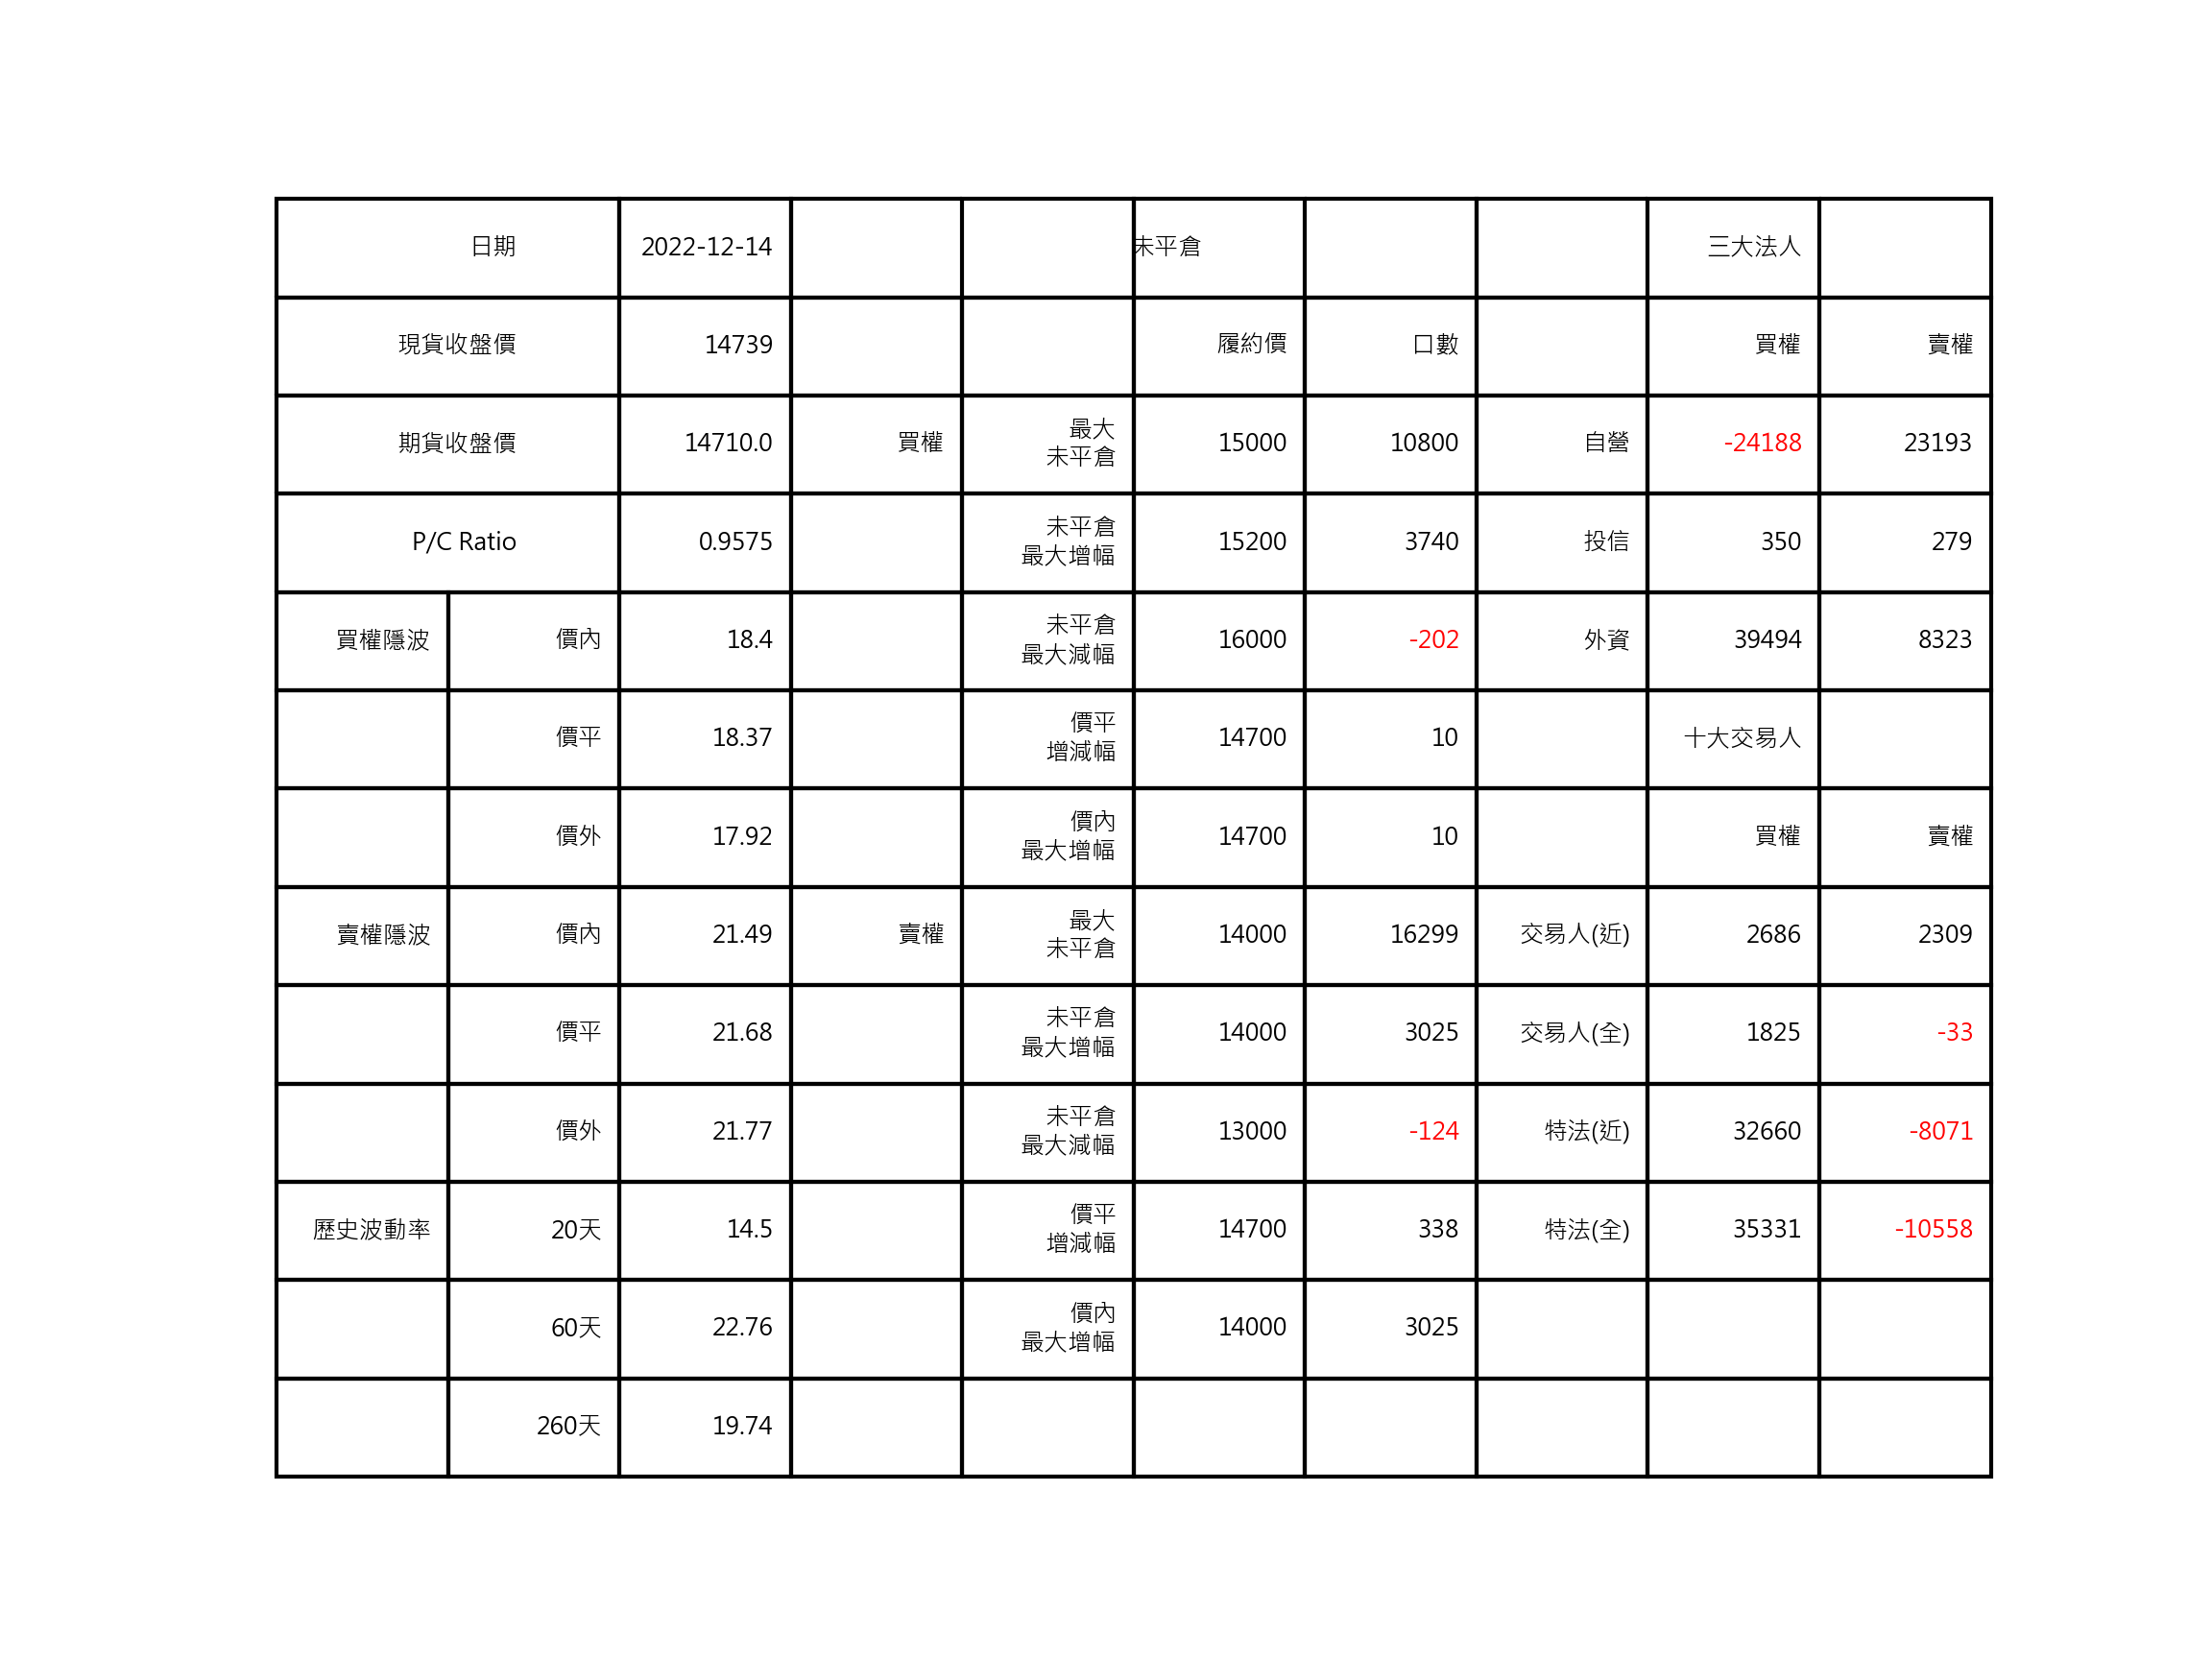 日期 2022-12-14 未平倉 三大法人
現貨收盤價 14739 履約價 口數 買權 賣權
期貨收盤價 14710.0 買權 最大 未平倉 15000 10800 自營 -24188 23193
P/C Ratio 0.9575 未平倉 最大增幅 15200 3740 投信 350 279
買權隱波 價內 18.4 未平倉 最大減幅 16000 -202 外資 39494 8323
價平 18.37 價平 增減幅 14700 10 十大交易人
價外 17.92 價內 最大增幅 14700 10 買權 賣權
賣權隱波 價內 21.49 賣權 最大 未平倉 14000 16299 交易人(近) 2686 2309
價平 21.68 未平倉 最大增幅 14000 3025 交易人(全) 1825 -33
價外 21.77 未平倉 最大減幅 13000 -124 特法(近) 32660 -8071
歷史波動率 20天 14.5 價平 增減幅 14700 338 特法(全) 35331 -10558
60天 22.76 價內 最大增幅 14000 3025
260天 19.74